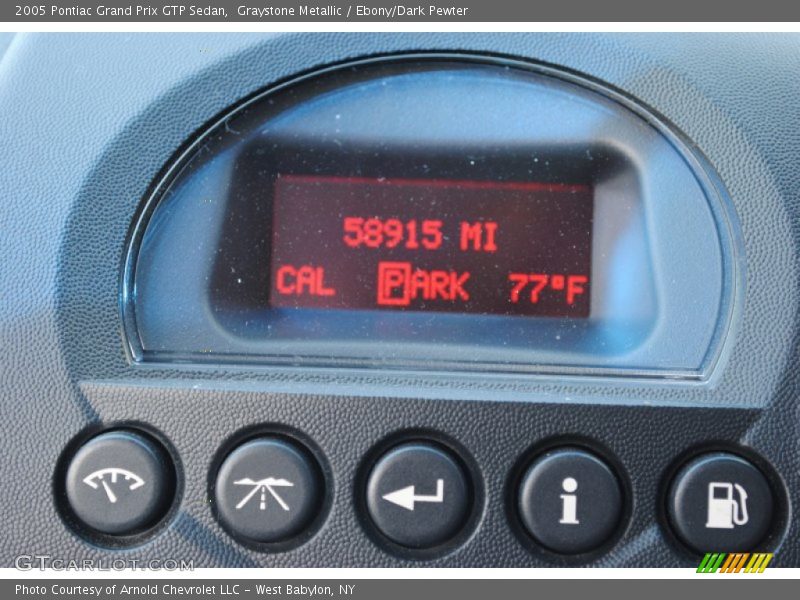 2005 Pontiac Grand Prix GTP Sedan,  Graystone Metallic / Ebony/Dark Pewter
58915 MI
CAL PARK 77°F
i
GTcarlot.com
Photo Courtesy of Arnold Chevrolet LLC - West Babylon, NY